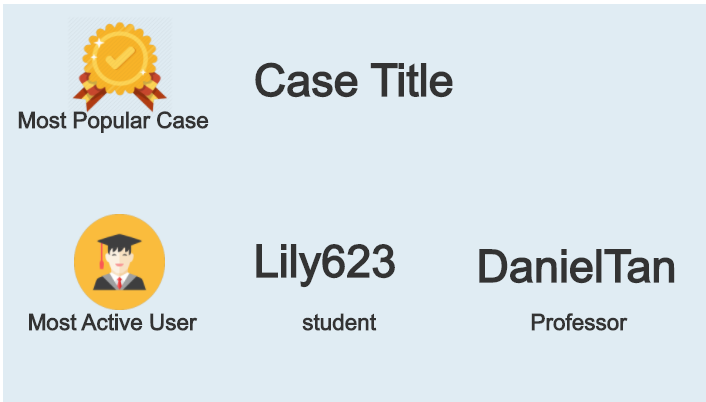 Case Title
Most Popular Case
Lily623
DanielTan
Most Active User
student
Professor